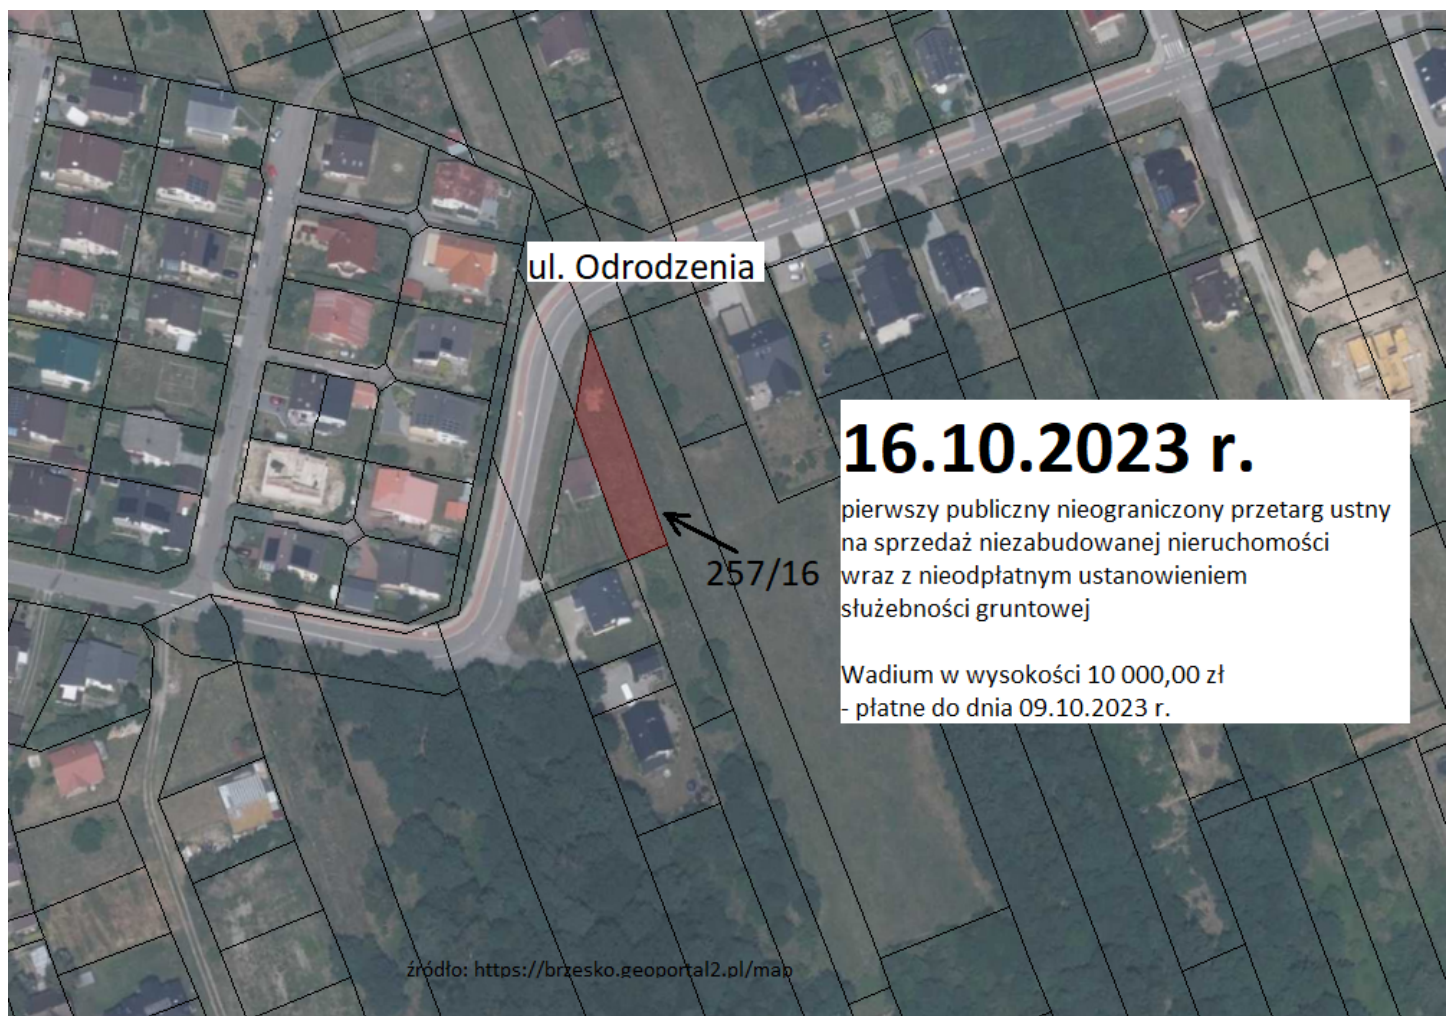 ul. Odrodzenia
16.10.2023 r.
pierwszy publiczny nieograniczony przetarg ustny
na sprzedaż niezabudowanej nieruchomości
wraz z nieodpłatnym ustanowieniem
służebności gruntowej
Wadium w wysokości 10 000,00 zł
- płatne do dnia 09.10.2023 r.
257/16
źródło: https://brzesko.geoportal2.pl/map